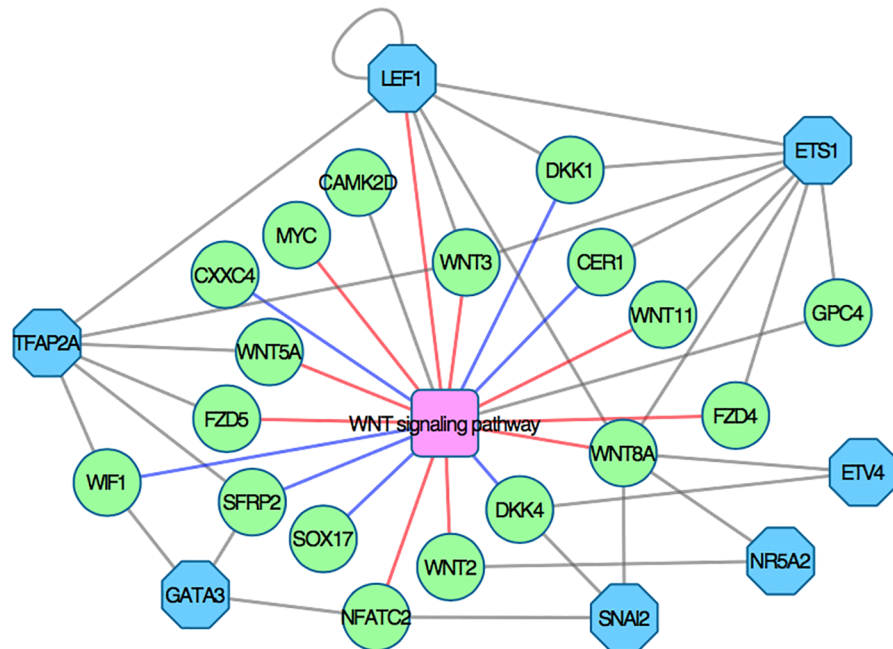 LEF1
ETS1
DKK1
CAMK2D
MYC
WNT3
CER1
CXXC4
WNT11
GPC4
TFAP2A
WNT5A
FZD5
WNT signaling pathway
FZD4
WNT8A
ETV4
WIF1
SFRP2
DKK4
SOX17
WNT2
NR5A2
GATA3
NFATC2
SNAI2